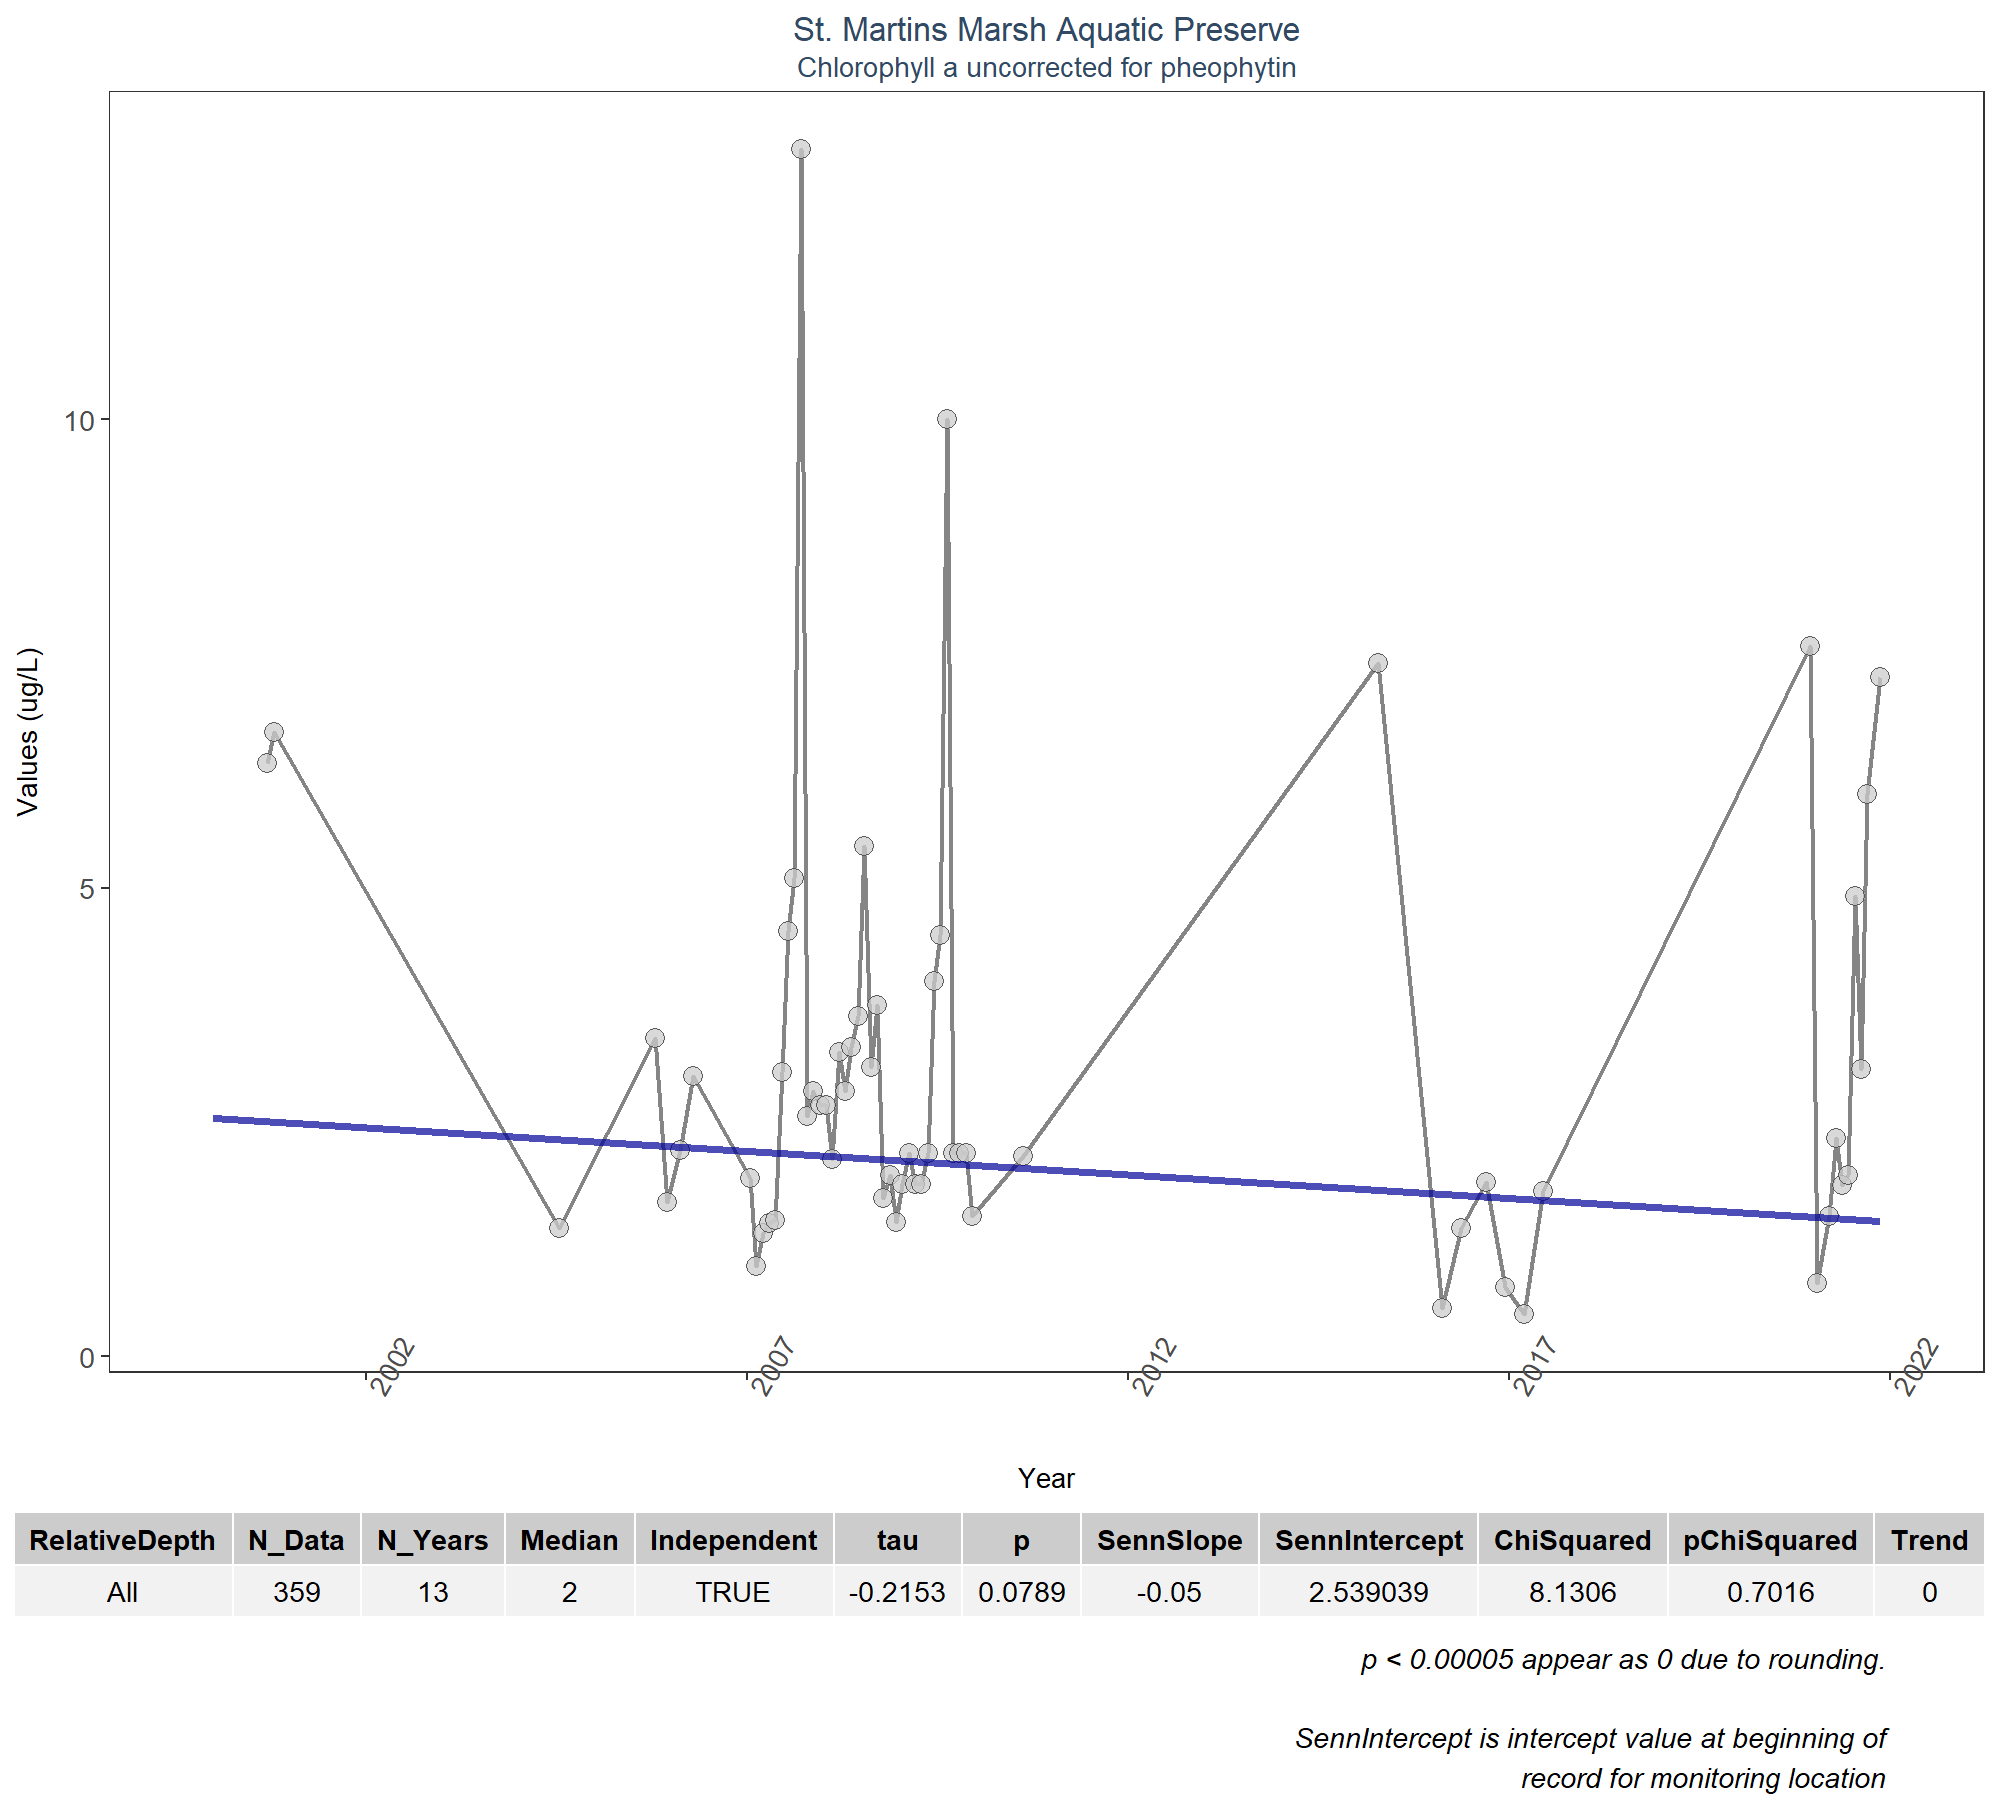 St. Martins Marsh Aquatic Preserve
Chlorophyll a uncorrected for pheophytin
Values (ug/L)
10
5
0
2002 2007 2012 2017 2022
Year
RelativeDepth N_Data N_Years Median Independent tau p SennSlope SennIntercept ChiSquared pChiSquared Trend
All 359 13 2 TRUE -0.2153 0.0789 -0.05 2.539039 8.1306 0.7016 0
p < 0.00005 appear as 0 due to rounding.
SennIntercept is intercept value at beginning of
record for monitoring location